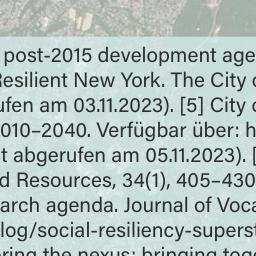 post-2015 development age
Resilient New York. The City o
ufen am 03.11.2023). [5] City o
010–2040. Verfügbar über: h
t abgerufen am 05.11.2023). [
d Resources, 34(1), 405–430
arch agenda. Journal of Voca
log/social-resiliency-superst
oring the nexus: bringing toge